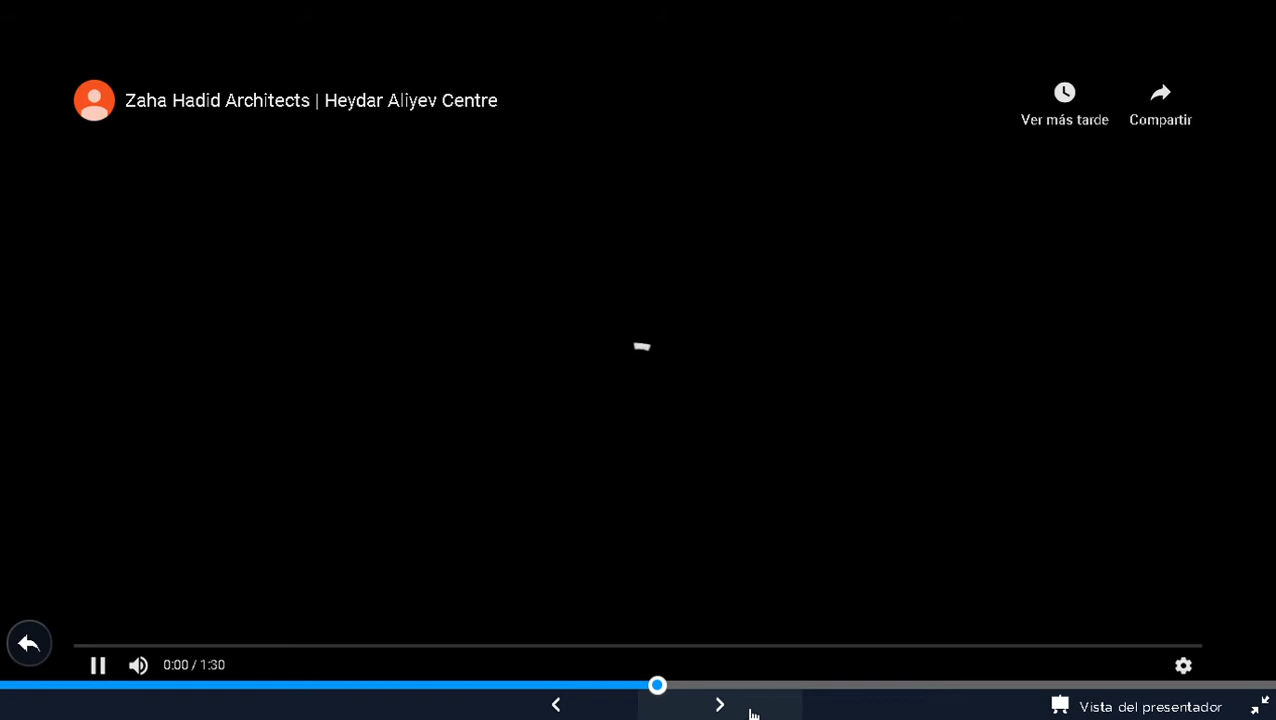 Zaha Hadid Architects | Heydar Aliyev Centre
Ver más tarde
Compartir
0:00 / 1:30
Vista del presentador